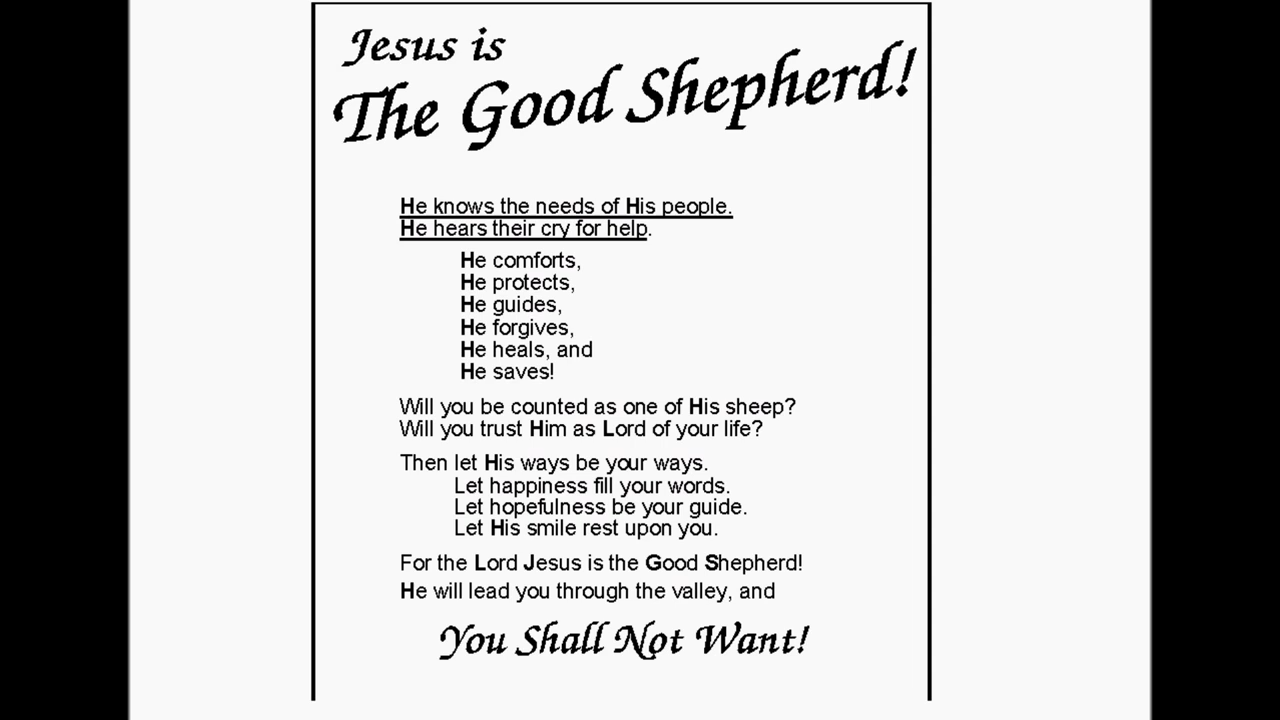 Jesus is
The Good Shepherd!
He knows the needs of His people.
He hears their cry for help.
He comforts,
He protects,
He guides,
He forgives,
He heals, and
He saves!
Will you be counted as one of His sheep?
Will you trust Him as Lord of your life?
Then let His ways be your ways.
Let happiness fill your words.
Let hopefulness be your guide.
Let His smile rest upon you.
For the Lord Jesus is the Good Shepherd!
He will lead you through the valley, and
You Shall Not Want!